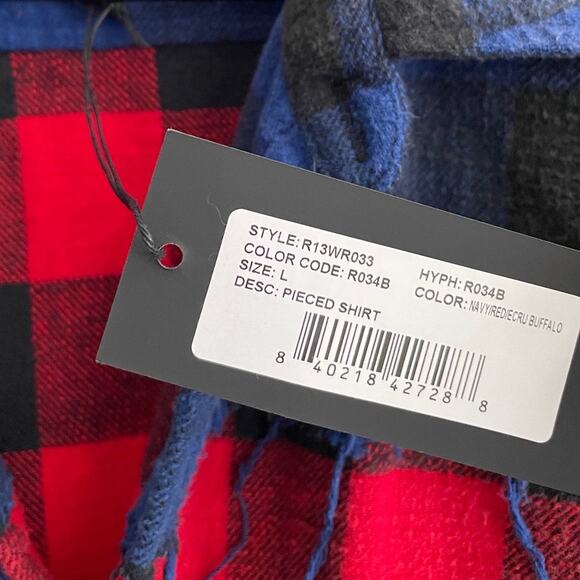 STYLE: R13WR033
COLOR CODE: R034B HYPH: R034B
SIZE: L COLOR: NAVY/RED/ECRU BUFFALO
DESC: PIECED SHIRT
8 40218 42728 8